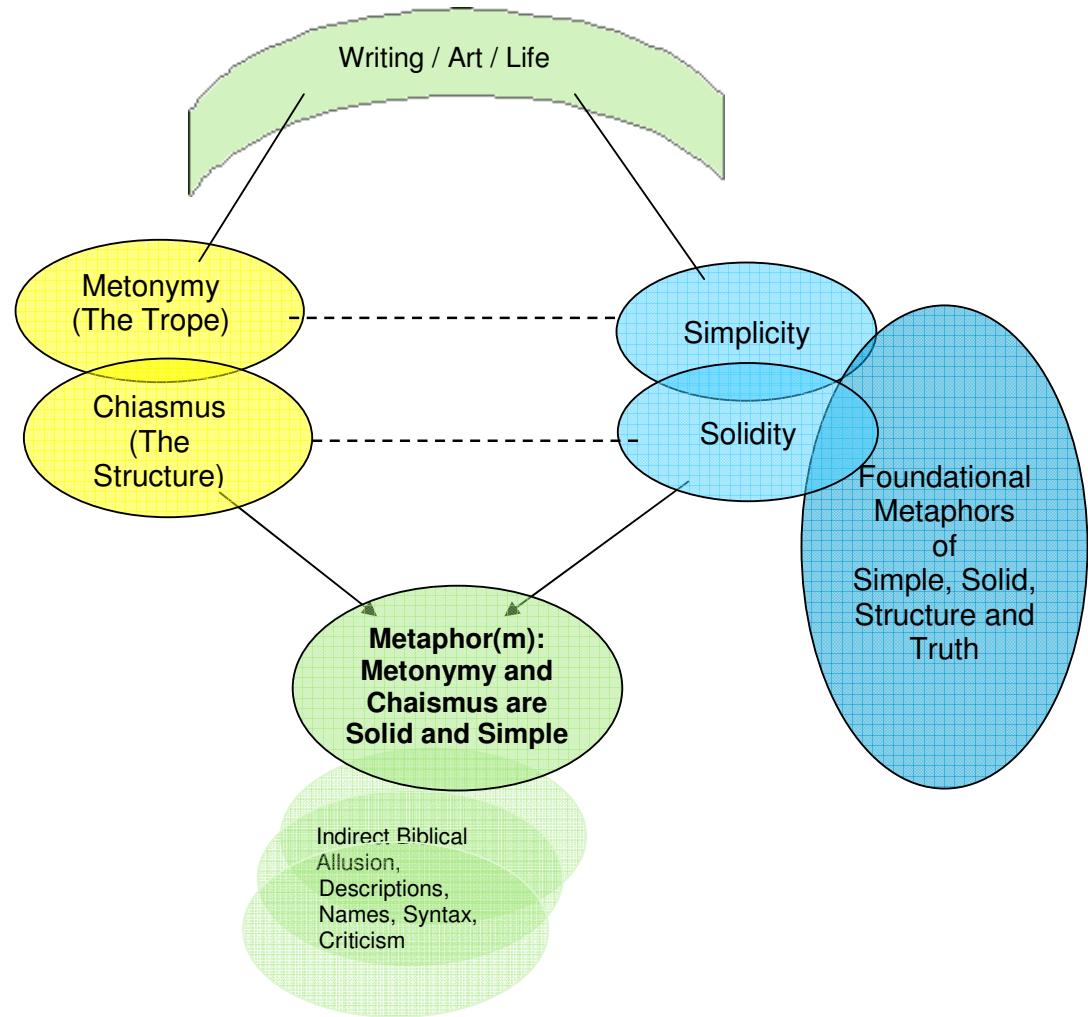 Writing / Art / Life
Metonymy
(The Trope)
Simplicity
Chiasmus
(The
Structure)
Solidity
Foundational
Metaphors
of
Simple, Solid,
Structure and
Truth
Metaphor(m):
Metonymy and
Chaismus are
Solid and Simple
Indirect Biblical
Allusion,
Descriptions,
Names, Syntax,
Criticism